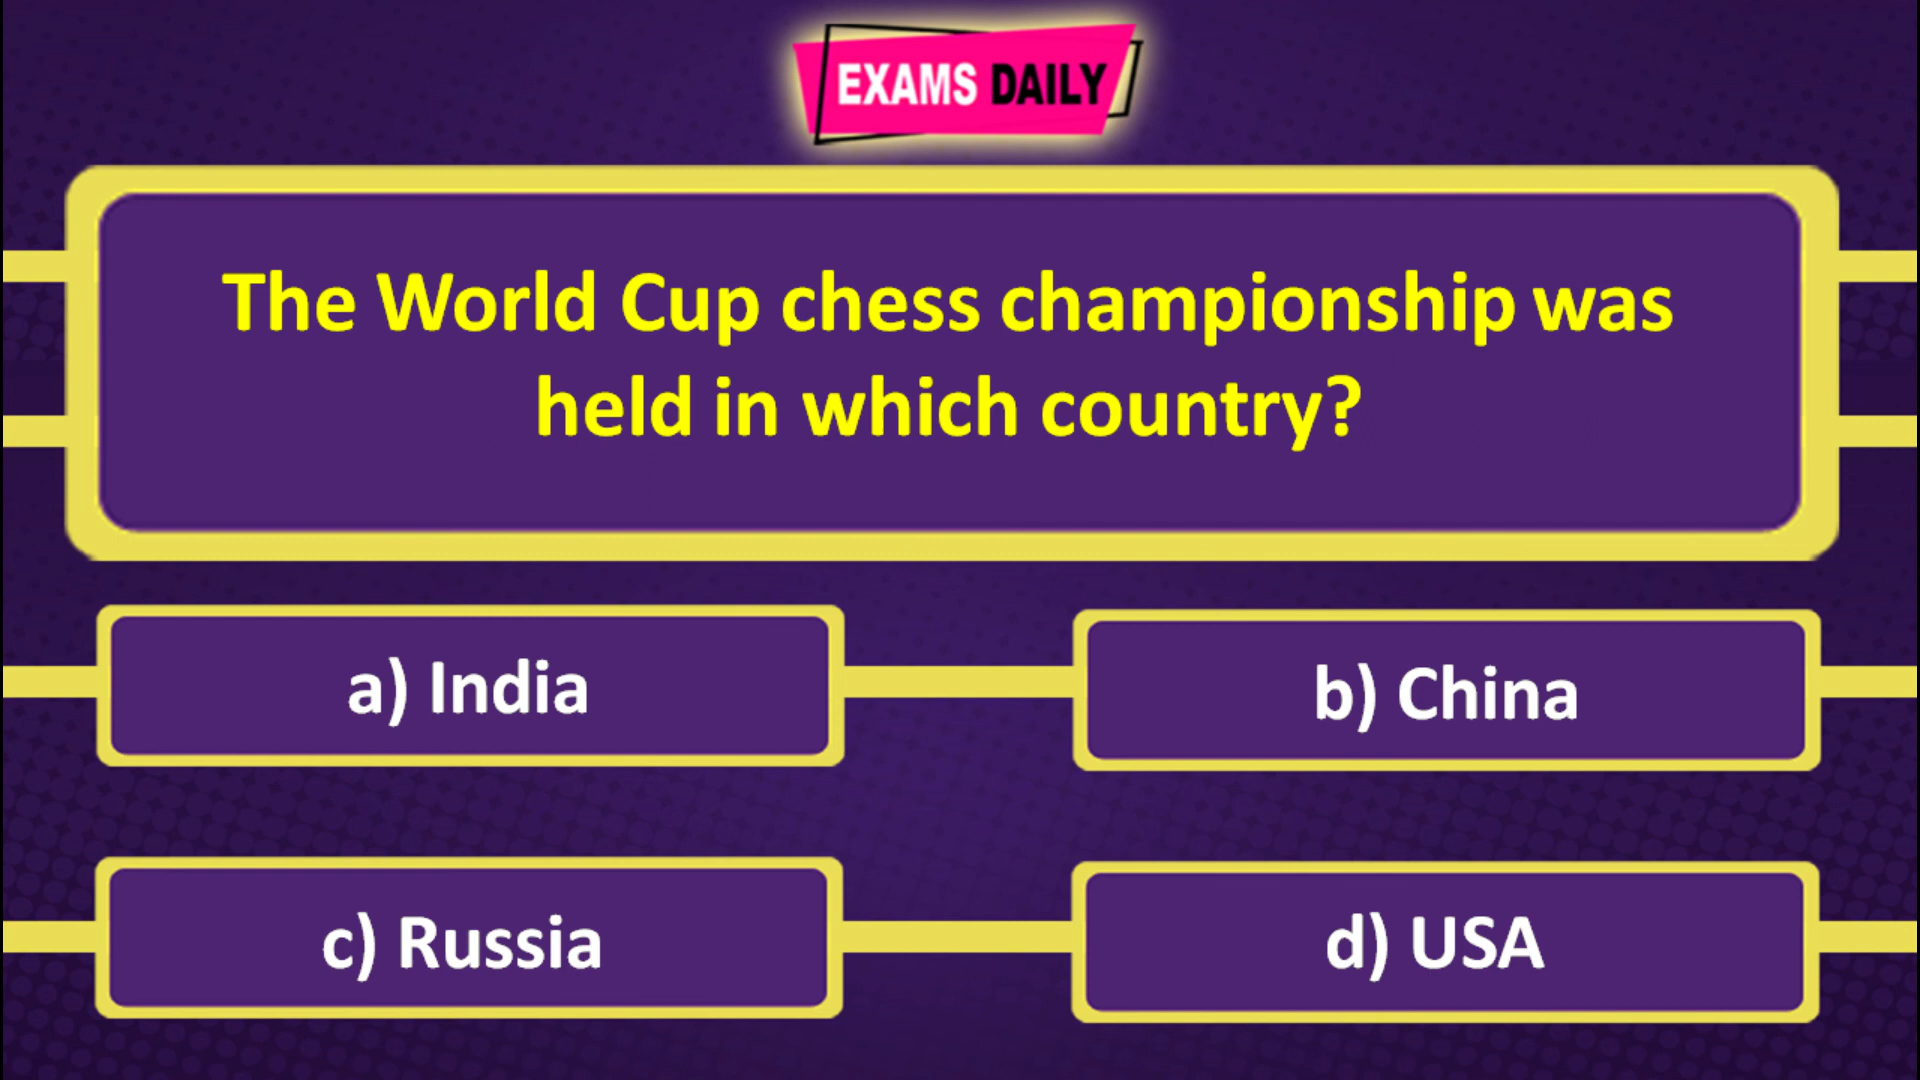 EXAMS DAILY
The World Cup chess championship was
held in which country?
a) India
b) China
c) Russia
d) USA